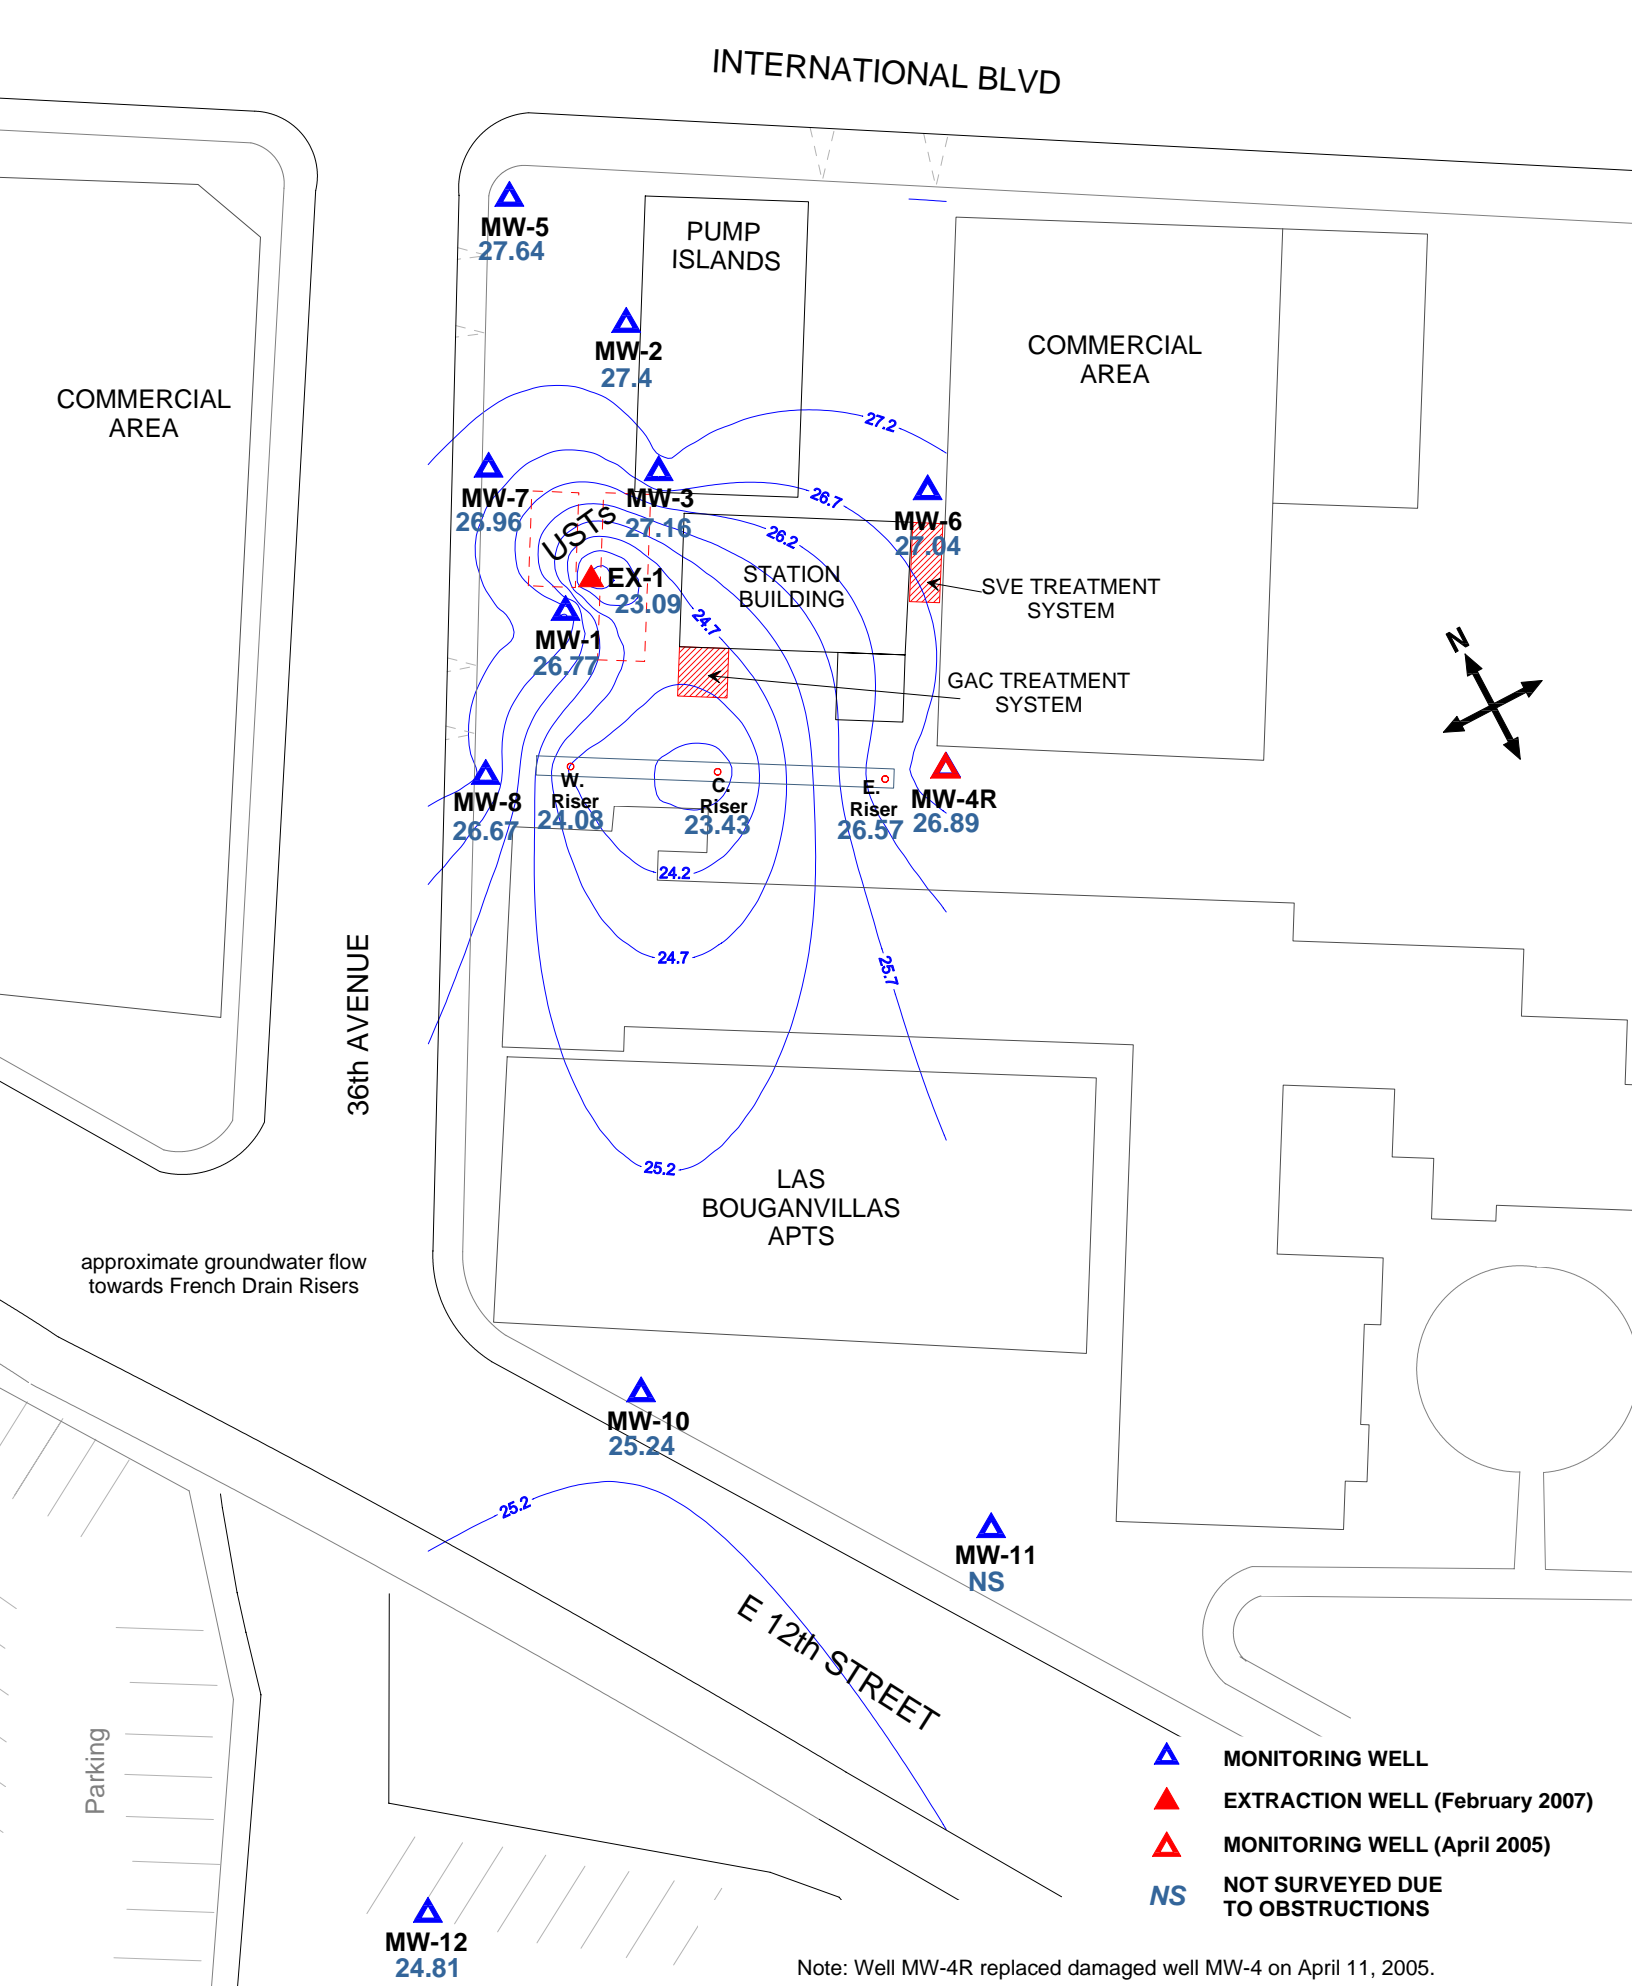 INTERNATIONAL BLVD
MW-5
27.64
PUMP
ISLANDS
MW-2
27.4
COMMERCIAL
AREA
COMMERCIAL
AREA
27.2
MW-7
26.96
USTs
MW-3
27.16
26.7
26.2
MW-6
27.04
EX-1
23.09
STATION
BUILDING
SVE TREATMENT
SYSTEM
24.7
MW-1
26.77
N
GAC TREATMENT
SYSTEM
MW-8
26.67
W.
Riser
24.08
C.
Riser
23.43
E.
Riser
26.57
MW-4R
26.89
24.2
24.7
25.7
36th AVENUE
25.2
LAS
BOUGANVILLAS
APTS
approximate groundwater flow
towards French Drain Risers
MW-10
25.24
25.2
MW-11
NS
E 12th STREET
Parking
MW-12
24.81
MONITORING WELL
EXTRACTION WELL (February 2007)
MONITORING WELL (April 2005)
NS
NOT SURVEYED DUE
TO OBSTRUCTIONS
Note: Well MW-4R replaced damaged well MW-4 on April 11, 2005.